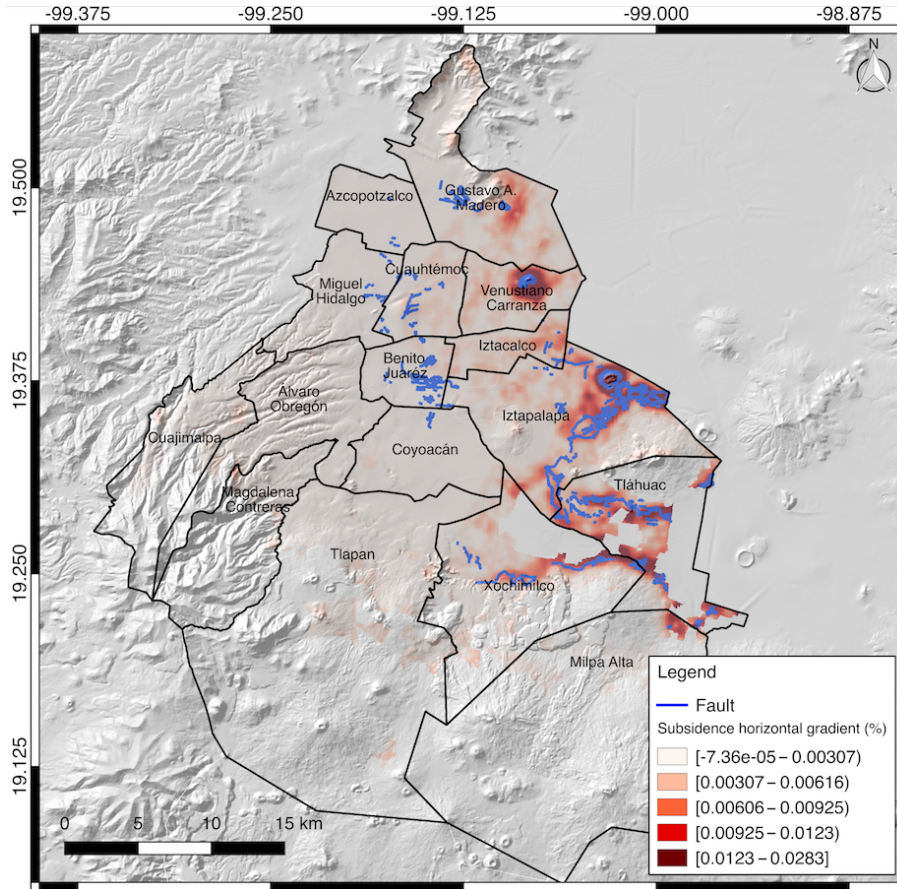 -99.375 -99.250 -99.125 -99.000 -98.875
N
19.500
19.375
19.250
19.125
Gustavo A.
Madero
Azcopotzalco
Cuauhtémoc
Miguel
Hidalgo
Venustiano
Carranza
Iztacalco
Benito
Juaréz
Alvaro
Obregón
Iztapalapa
Cuajimalpa
Coyoacán
Tláhuac
Magdalena
Contreras
Tlapan
Xochimilco
Milpa Alta
0 5 10 15 km
Legend
Fault
Subsidence horizontal gradient (%)
[-7.36e-05 – 0.00307)
[0.00307 – 0.00616)
[0.00606 – 0.00925)
[0.00925 – 0.0123)
[0.0123 – 0.0283]